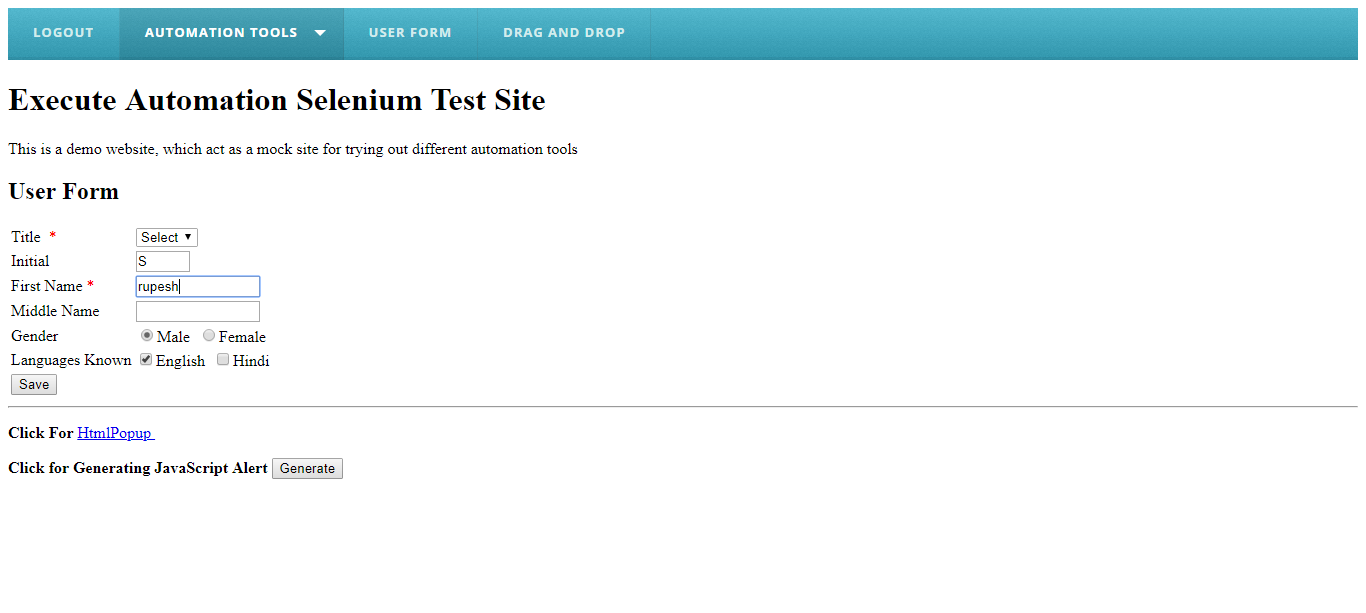 LOGOUT AUTOMATION TOOLS USER FORM DRAG AND DROP
Execute Automation Selenium Test Site
This is a demo website, which act as a mock site for trying out different automation tools
User Form
Title * Select
Initial S
First Name * rupesh
Middle Name
Gender Male Female
Languages Known English Hindi
Save
Click For HtmlPopup
Click for Generating JavaScript Alert Generate